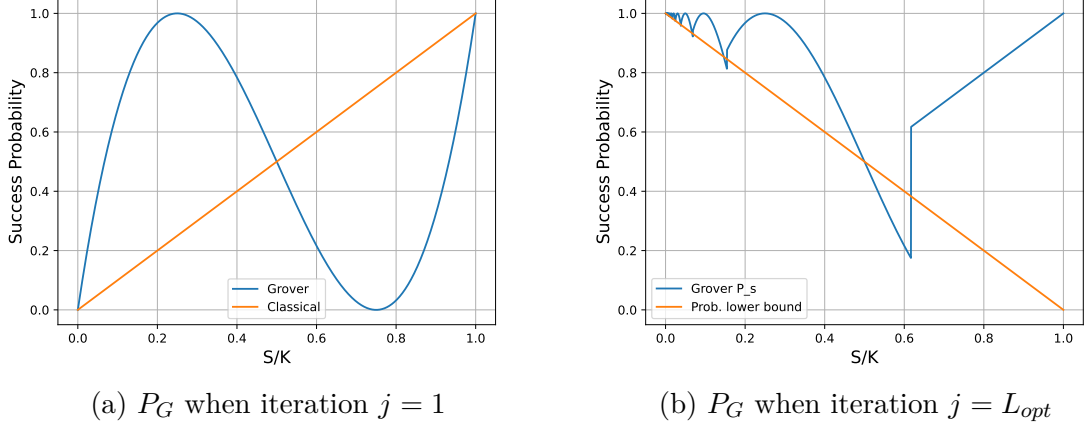 1.0
0.8
0.6
0.4
0.2
0.0
Success Probability
0.0 0.2 0.4 0.6 0.8 1.0
S/K
Grover
Classical
(a) $P_G$ when iteration $j = 1$
1.0
0.8
0.6
0.4
0.2
0.0
Success Probability
0.0 0.2 0.4 0.6 0.8 1.0
S/K
Grover P_s
Prob. lower bound
(b) $P_G$ when iteration $j = L_{opt}$